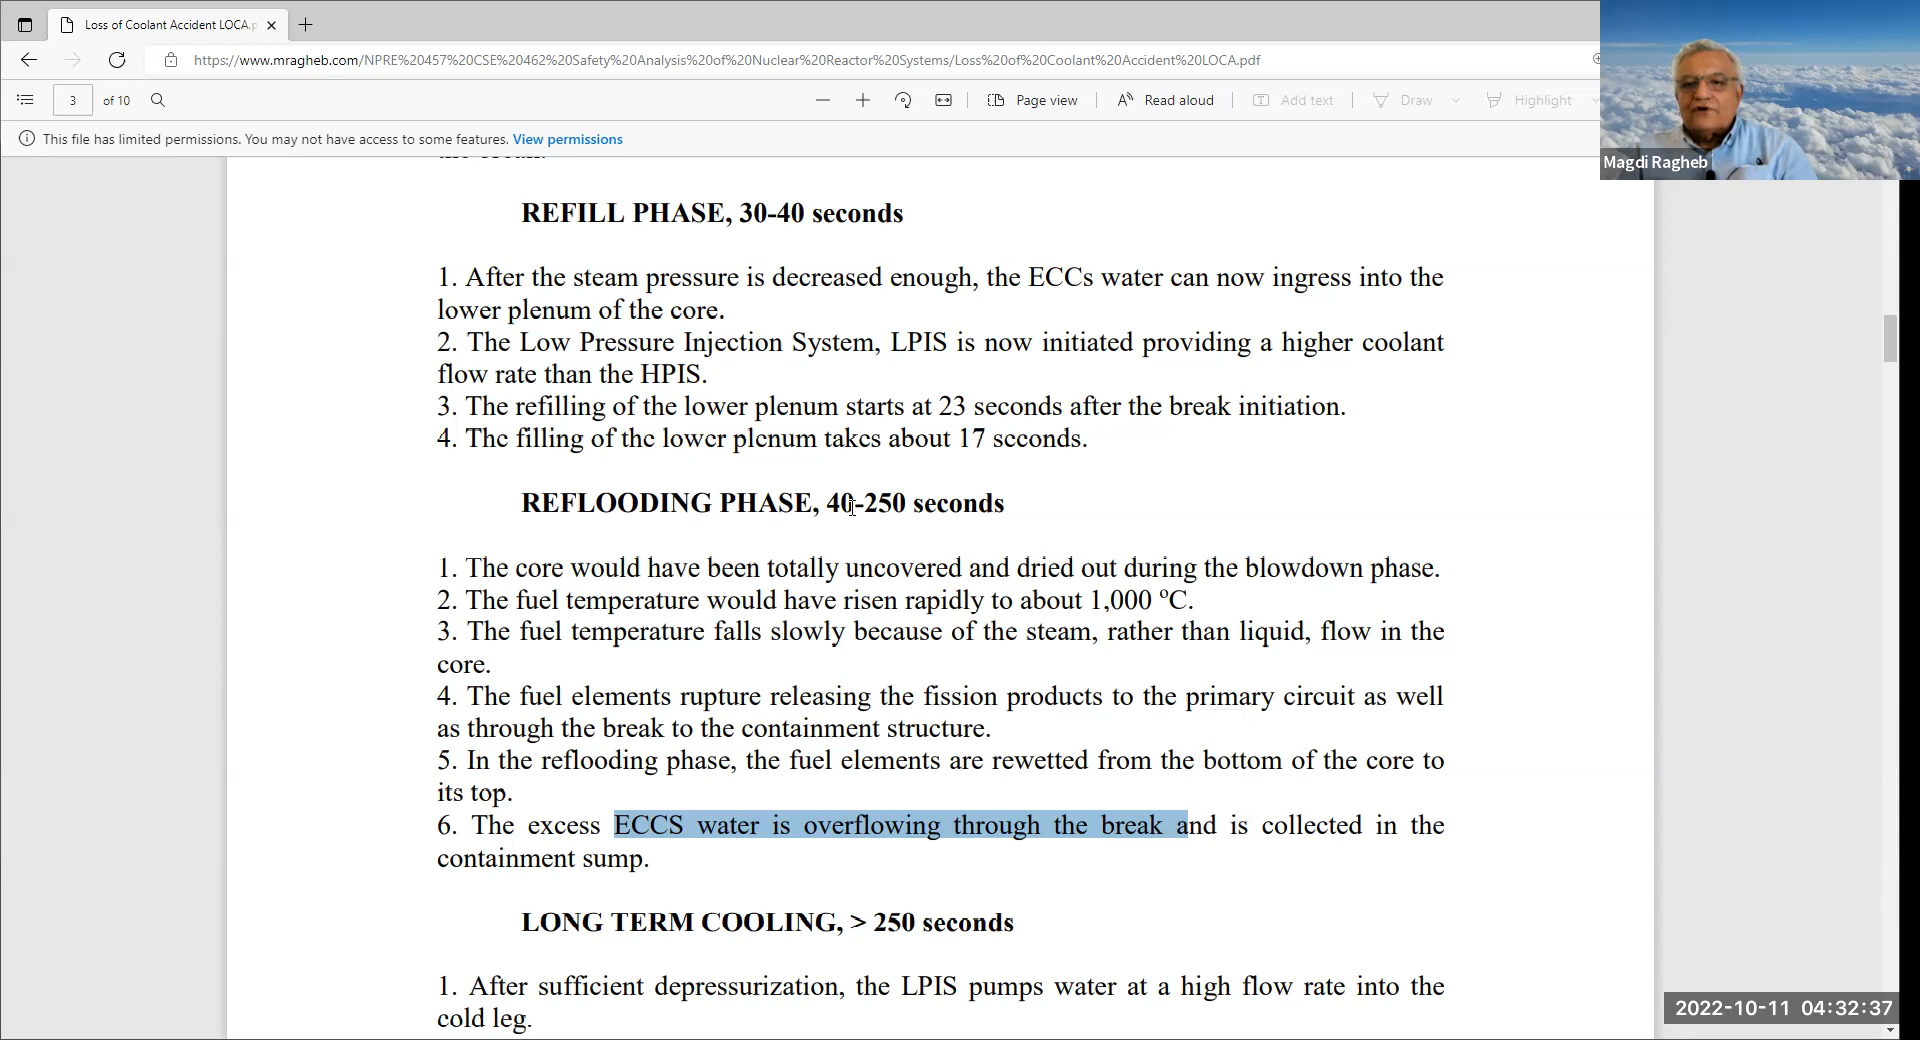 Loss of Coolant Accident LOCA.p
https://www.mragheb.com/NPRE%20457%20CSE%20462%20Safety%20Analysis%20of%20Nuclear%20Reactor%20Systems/Loss%20of%20Coolant%20Accident%20LOCA.pdf
3 of 10 Page view Read aloud Add text Draw Highlight
This file has limited permissions. You may not have access to some features. View permissions
Magdi Ragheb
REFILL PHASE, 30-40 seconds
1. After the steam pressure is decreased enough, the ECCs water can now ingress into the
lower plenum of the core.
2. The Low Pressure Injection System, LPIS is now initiated providing a higher coolant
flow rate than the HPIS.
3. The refilling of the lower plenum starts at 23 seconds after the break initiation.
4. The filling of the lower plenum takes about 17 seconds.
REFLOODING PHASE, 40-250 seconds
1. The core would have been totally uncovered and dried out during the blowdown phase.
2. The fuel temperature would have risen rapidly to about 1,000 ºC.
3. The fuel temperature falls slowly because of the steam, rather than liquid, flow in the
core.
4. The fuel elements rupture releasing the fission products to the primary circuit as well
as through the break to the containment structure.
5. In the reflooding phase, the fuel elements are rewetted from the bottom of the core to
its top.
6. The excess ECCS water is overflowing through the break and is collected in the
containment sump.
LONG TERM COOLING, > 250 seconds
1. After sufficient depressurization, the LPIS pumps water at a high flow rate into the
cold leg.
2022-10-11 04:32:37